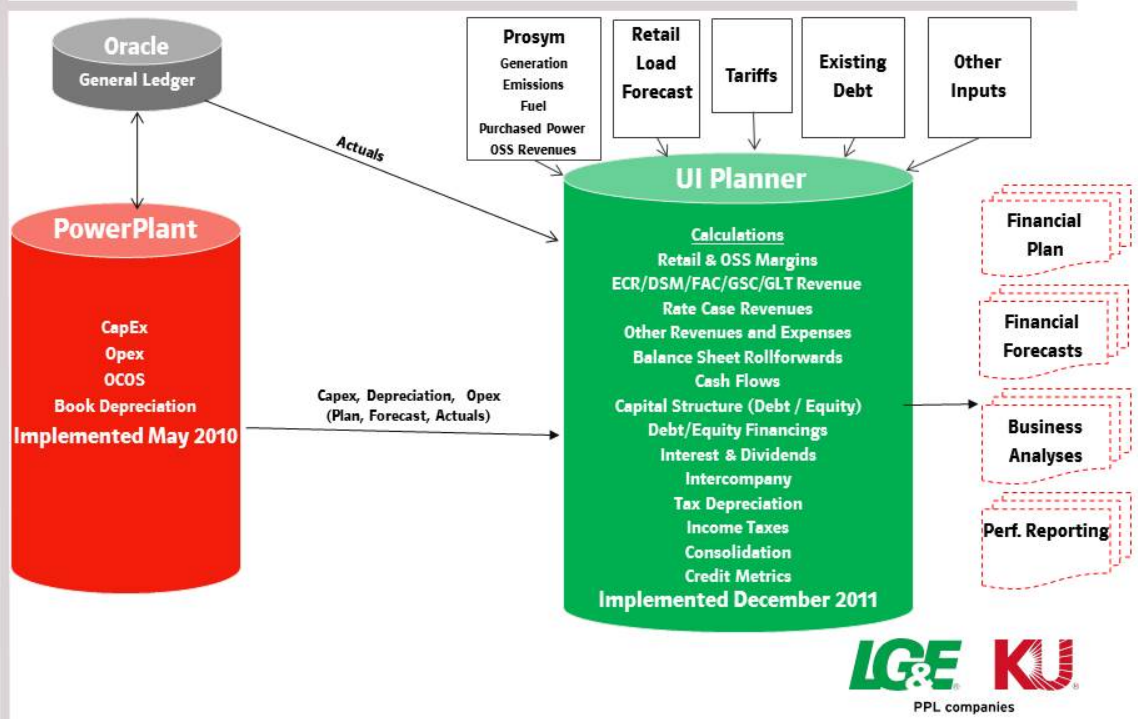 Oracle
General Ledger
Actuals
PowerPlant
CapEx
Opex
OCOS
Book Depreciation
Implemented May 2010
Capex, Depreciation, Opex
(Plan, Forecast, Actuals)
Prosym
Generation
Emissions
Fuel
Purchased Power
OSS Revenues
Retail
Load
Forecast
Tariffs
Existing
Debt
Other
Inputs
UI Planner
Calculations
Retail & OSS Margins
ECR/DSM/FAC/GSC/GLT Revenue
Rate Case Revenues
Other Revenues and Expenses
Balance Sheet Rollforwards
Cash Flows
Capital Structure (Debt / Equity)
Debt/Equity Financings
Interest & Dividends
Intercompany
Tax Depreciation
Income Taxes
Consolidation
Credit Metrics
Implemented December 2011
Financial
Plan
Financial
Forecasts
Business
Analyses
Perf. Reporting
LG&E KU
PPL companies